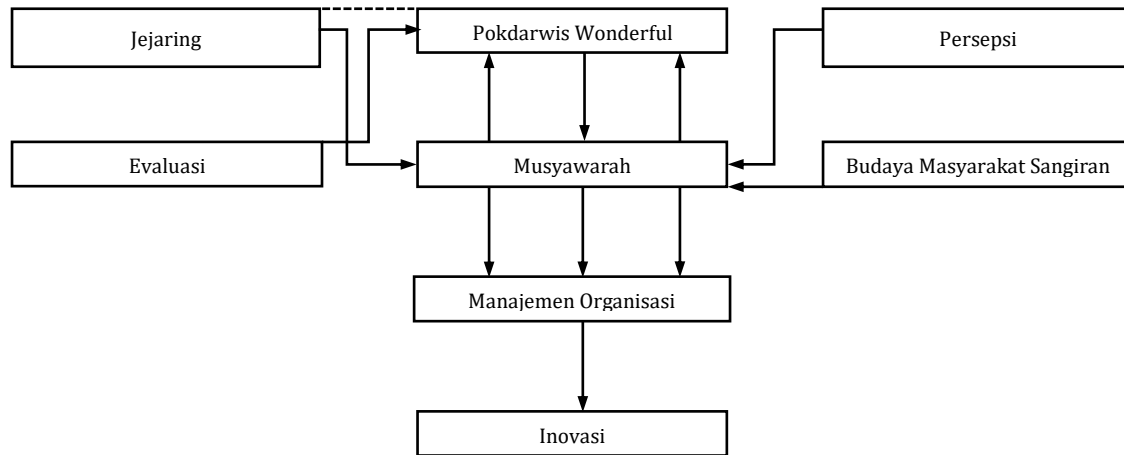 Jejaring
Pokdarwis Wonderful
Persepsi
Evaluasi
Musyawarah
Budaya Masyarakat Sangiran
Manajemen Organisasi
Inovasi